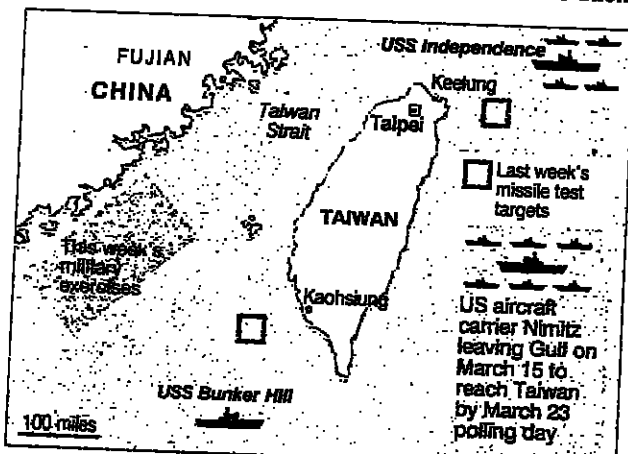 USS Independence
FUJIAN
CHINA
Keelung
Taiwan
Strait
Taipei
Last week's
missile test
targets
TAIWAN
This week's
military
exercises
Kaohsiung
US aircraft
carrier Nimitz
leaving Gulf on
March 15 to
reach Taiwan
by March 23
polling day
USS Bunker Hill
100 miles